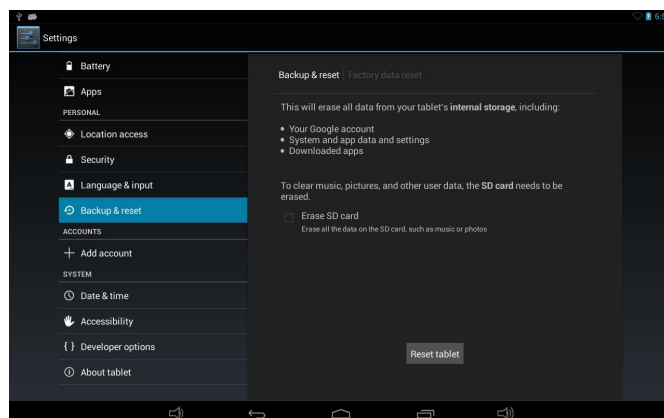 6:5
Settings
Battery
Apps
PERSONAL
Location access
Security
A Language & input
Backup & reset
ACCOUNTS
Add account
SYSTEM
Date & time
Accessibility
{ } Developer options
About tablet
Backup & reset | Factory data reset
This will erase all data from your tablet's internal storage, including:
• Your Google account
• System and app data and settings
• Downloaded apps
To clear music, pictures, and other user data, the SD card needs to be
erased.
Erase SD card
Erase all the data on the SD card, such as music or photos
Reset tablet